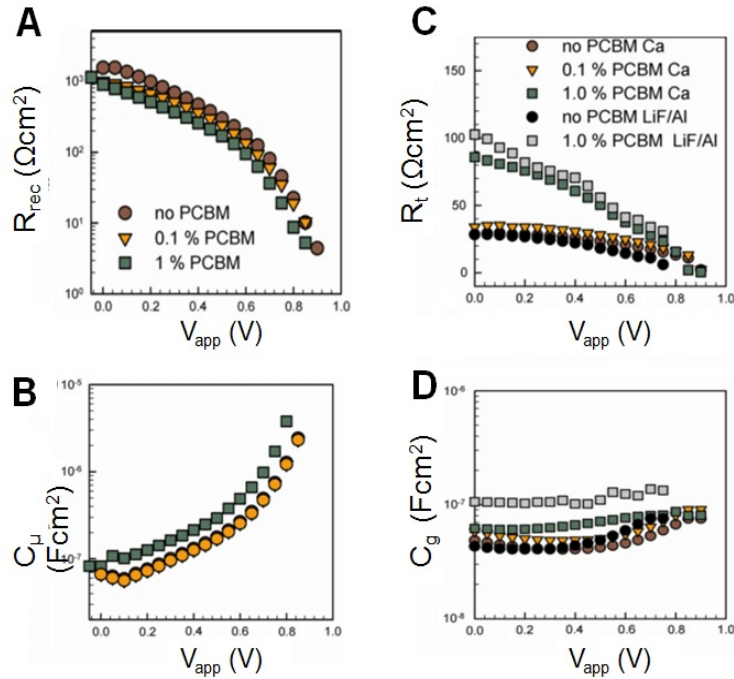 A
10³
10²
10¹
10⁰
R_rec (Ωcm²)
no PCBM
0.1 % PCBM
1 % PCBM
0.0 0.2 0.4 0.6 0.8 1.0
V_app (V)
C
150
100
50
0
R_t (Ωcm²)
no PCBM Ca
0.1 % PCBM Ca
1.0 % PCBM Ca
no PCBM LiF/Al
1.0 % PCBM LiF/Al
0.0 0.2 0.4 0.6 0.8 1.0
V_app (V)
B
10⁻⁵
10⁻⁶
10⁻⁷
C_μ
(Fcm²)
0.0 0.2 0.4 0.6 0.8 1.0
V_app (V)
D
10⁻⁶
10⁻⁷
10⁻⁸
C_g (Fcm²)
0.0 0.2 0.4 0.6 0.8 1.0
V_app (V)